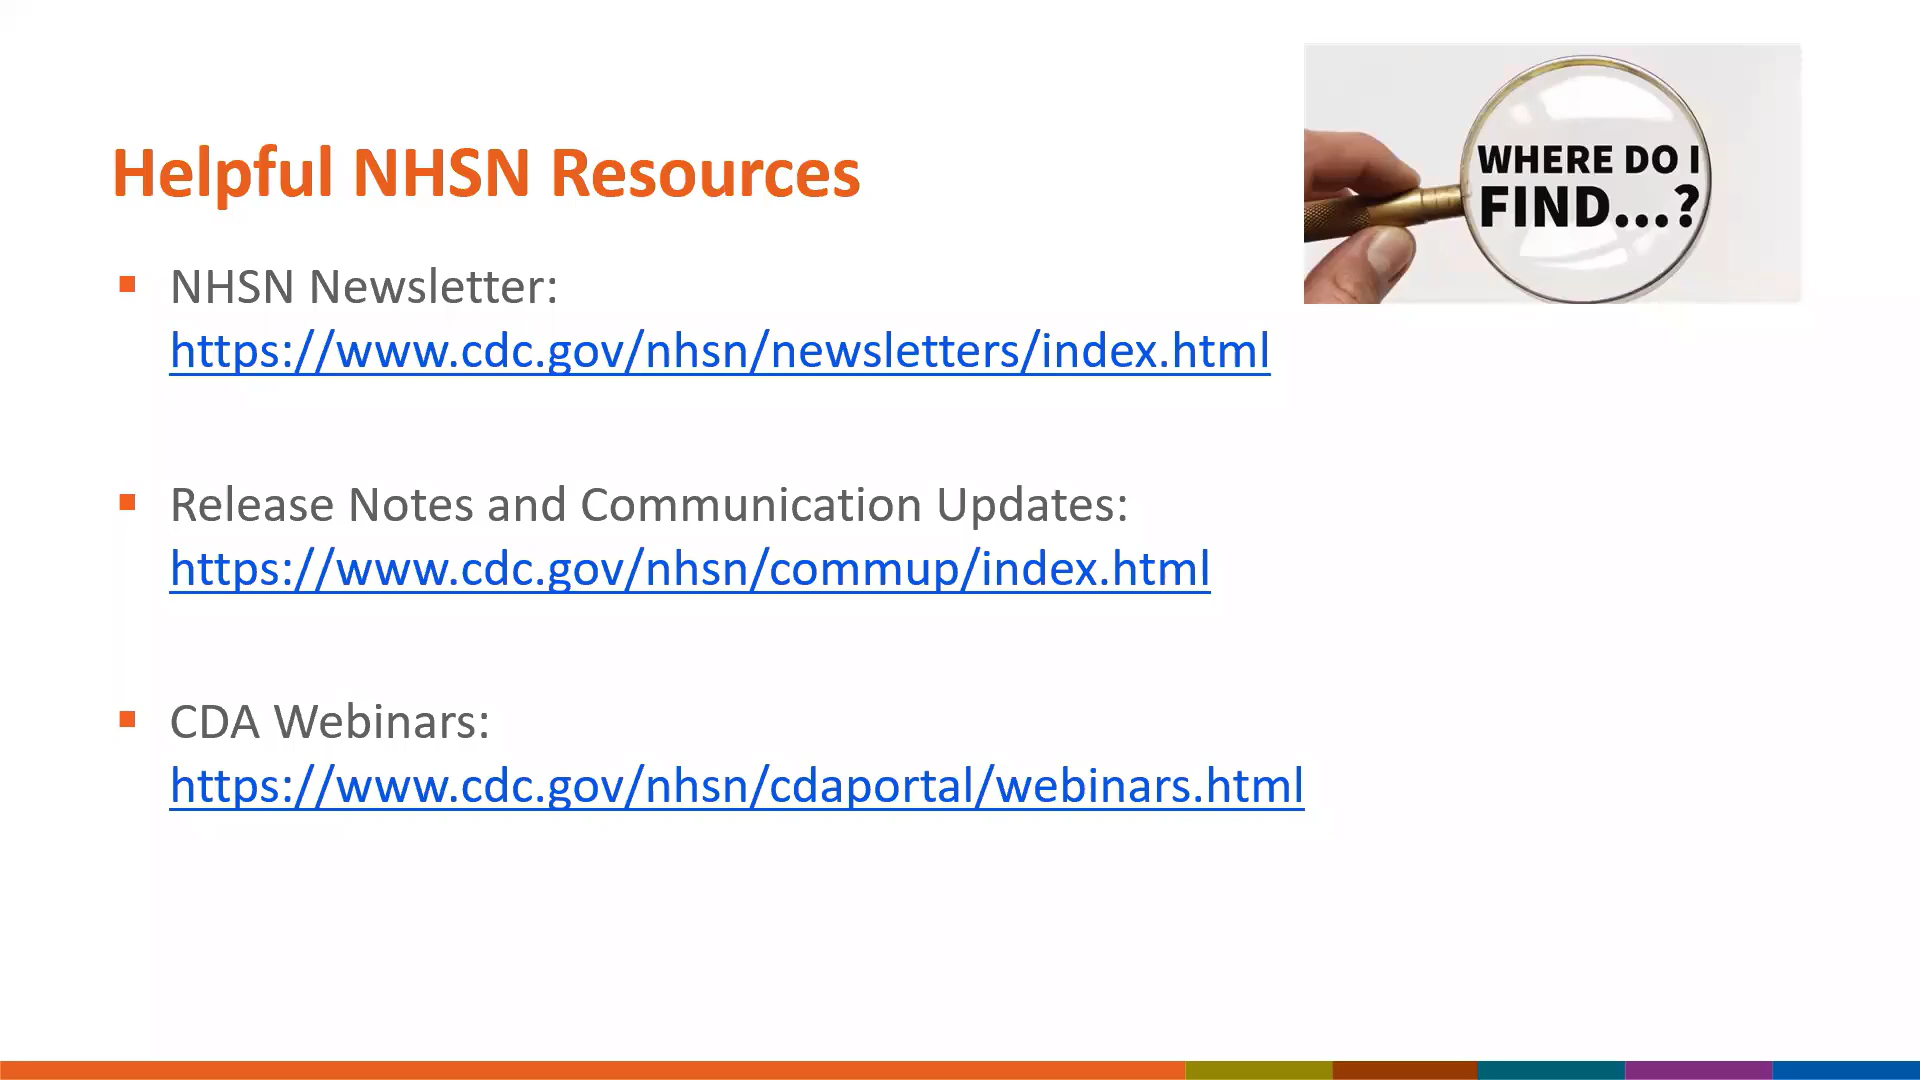 Helpful NHSN Resources
WHERE DO I
FIND...?
NHSN Newsletter:
https://www.cdc.gov/nhsn/newsletters/index.html
Release Notes and Communication Updates:
https://www.cdc.gov/nhsn/commup/index.html
CDA Webinars:
https://www.cdc.gov/nhsn/cdaportal/webinars.html